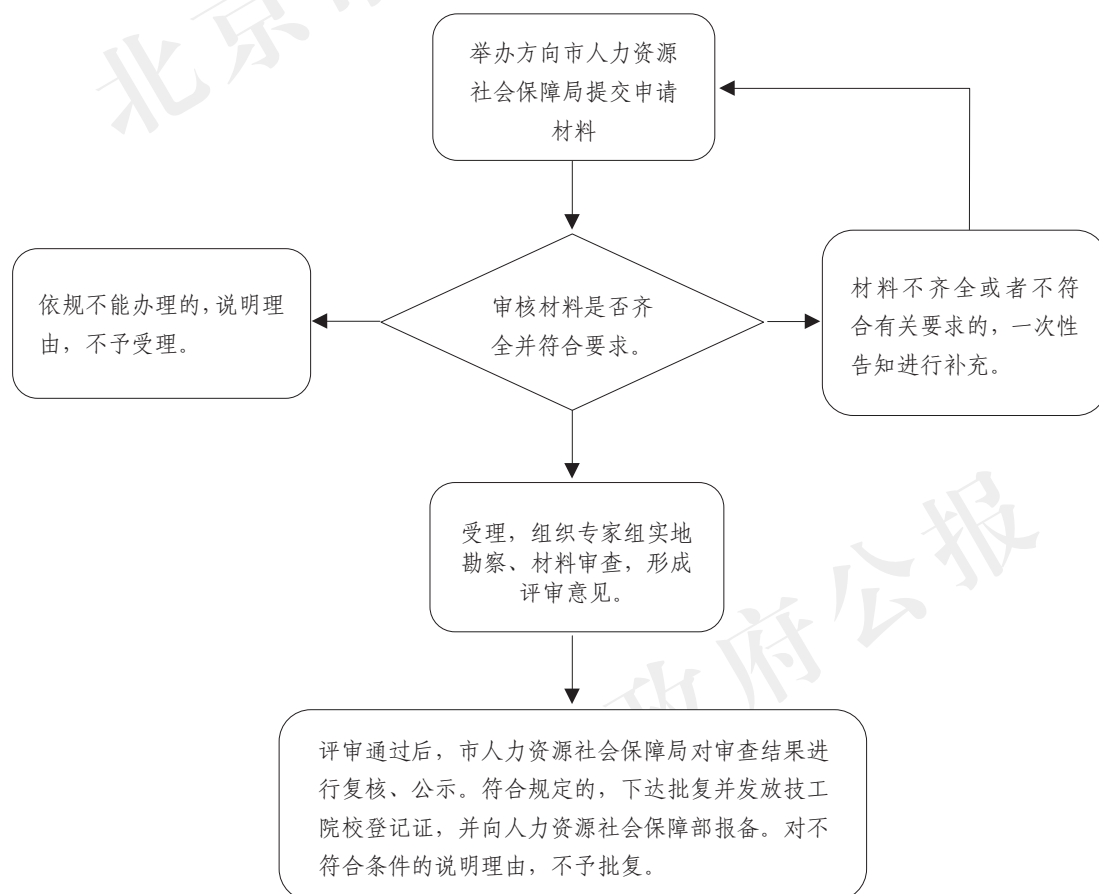 北京市
举办方向市人力资源
社会保障局提交申请
材料
依规不能办理的,说明理
由，不予受理。
审核材料是否齐
全并符合要求。
材料不齐全或者不符
合有关要求的，一次性
告知进行补充。
受理，组织专家组实地
勘察、材料审查，形成
评审意见。
政府公报
评审通过后，市人力资源社会保障局对审查结果进
行复核、公示。符合规定的，下达批复并发放技工
院校登记证，并向人力资源社会保障部报备。对不
符合条件的说明理由，不予批复。